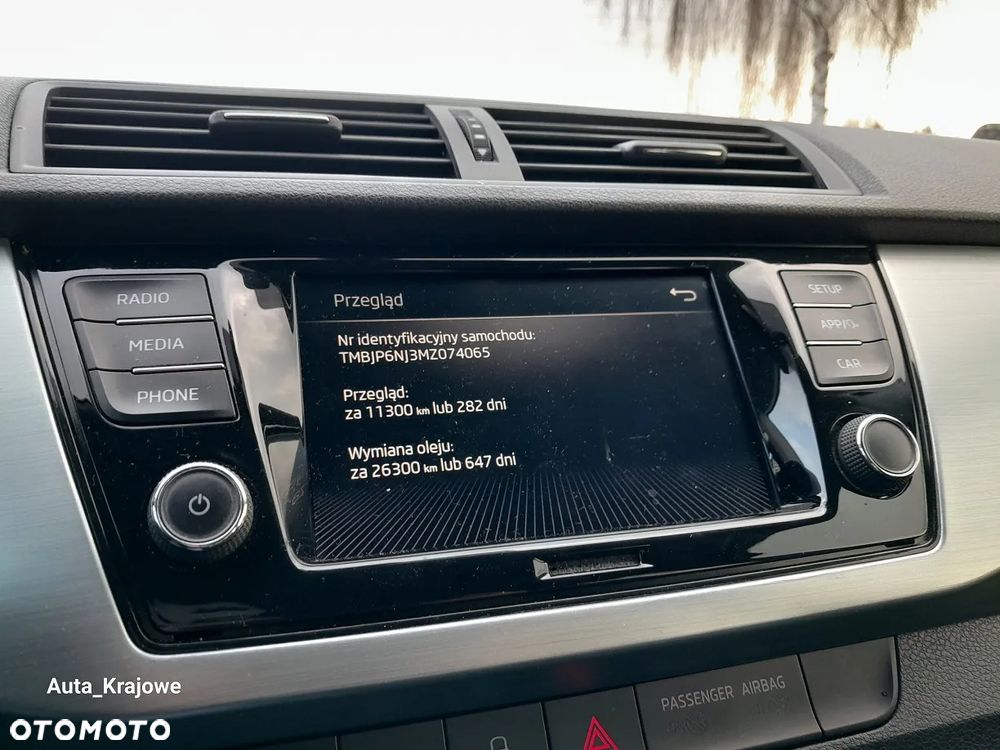 RADIO
MEDIA
PHONE
SETUP
APP/
CAR
Przegląd
Nr identyfikacyjny samochodu:
TMBJP6NJ3MZ074065
Przegląd:
za 11300 km lub 282 dni
Wymiana oleju:
za 26300 km lub 647 dni
PASSENGER AIRBAG
Auta_Krajowe
OTOMOTO